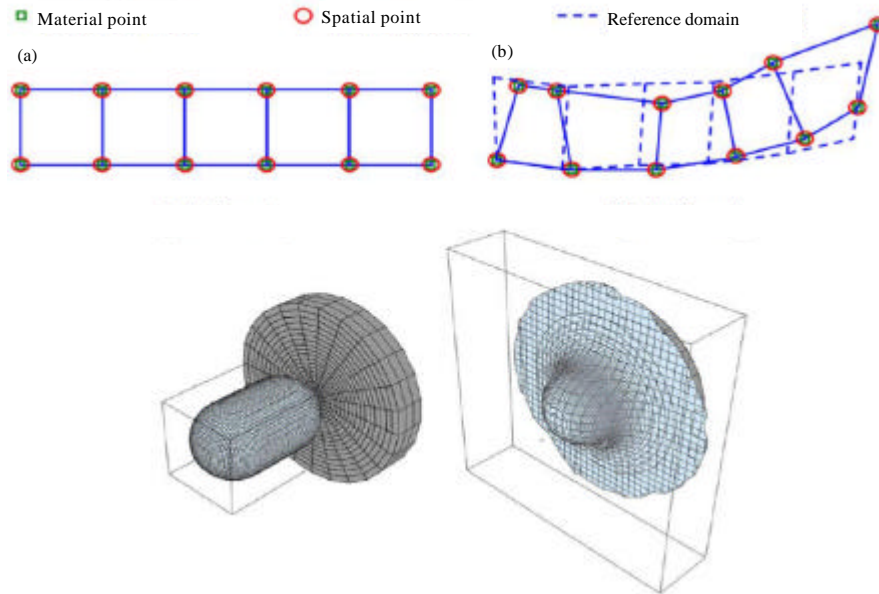 Material point
Spatial point
Reference domain
(a)
(b)